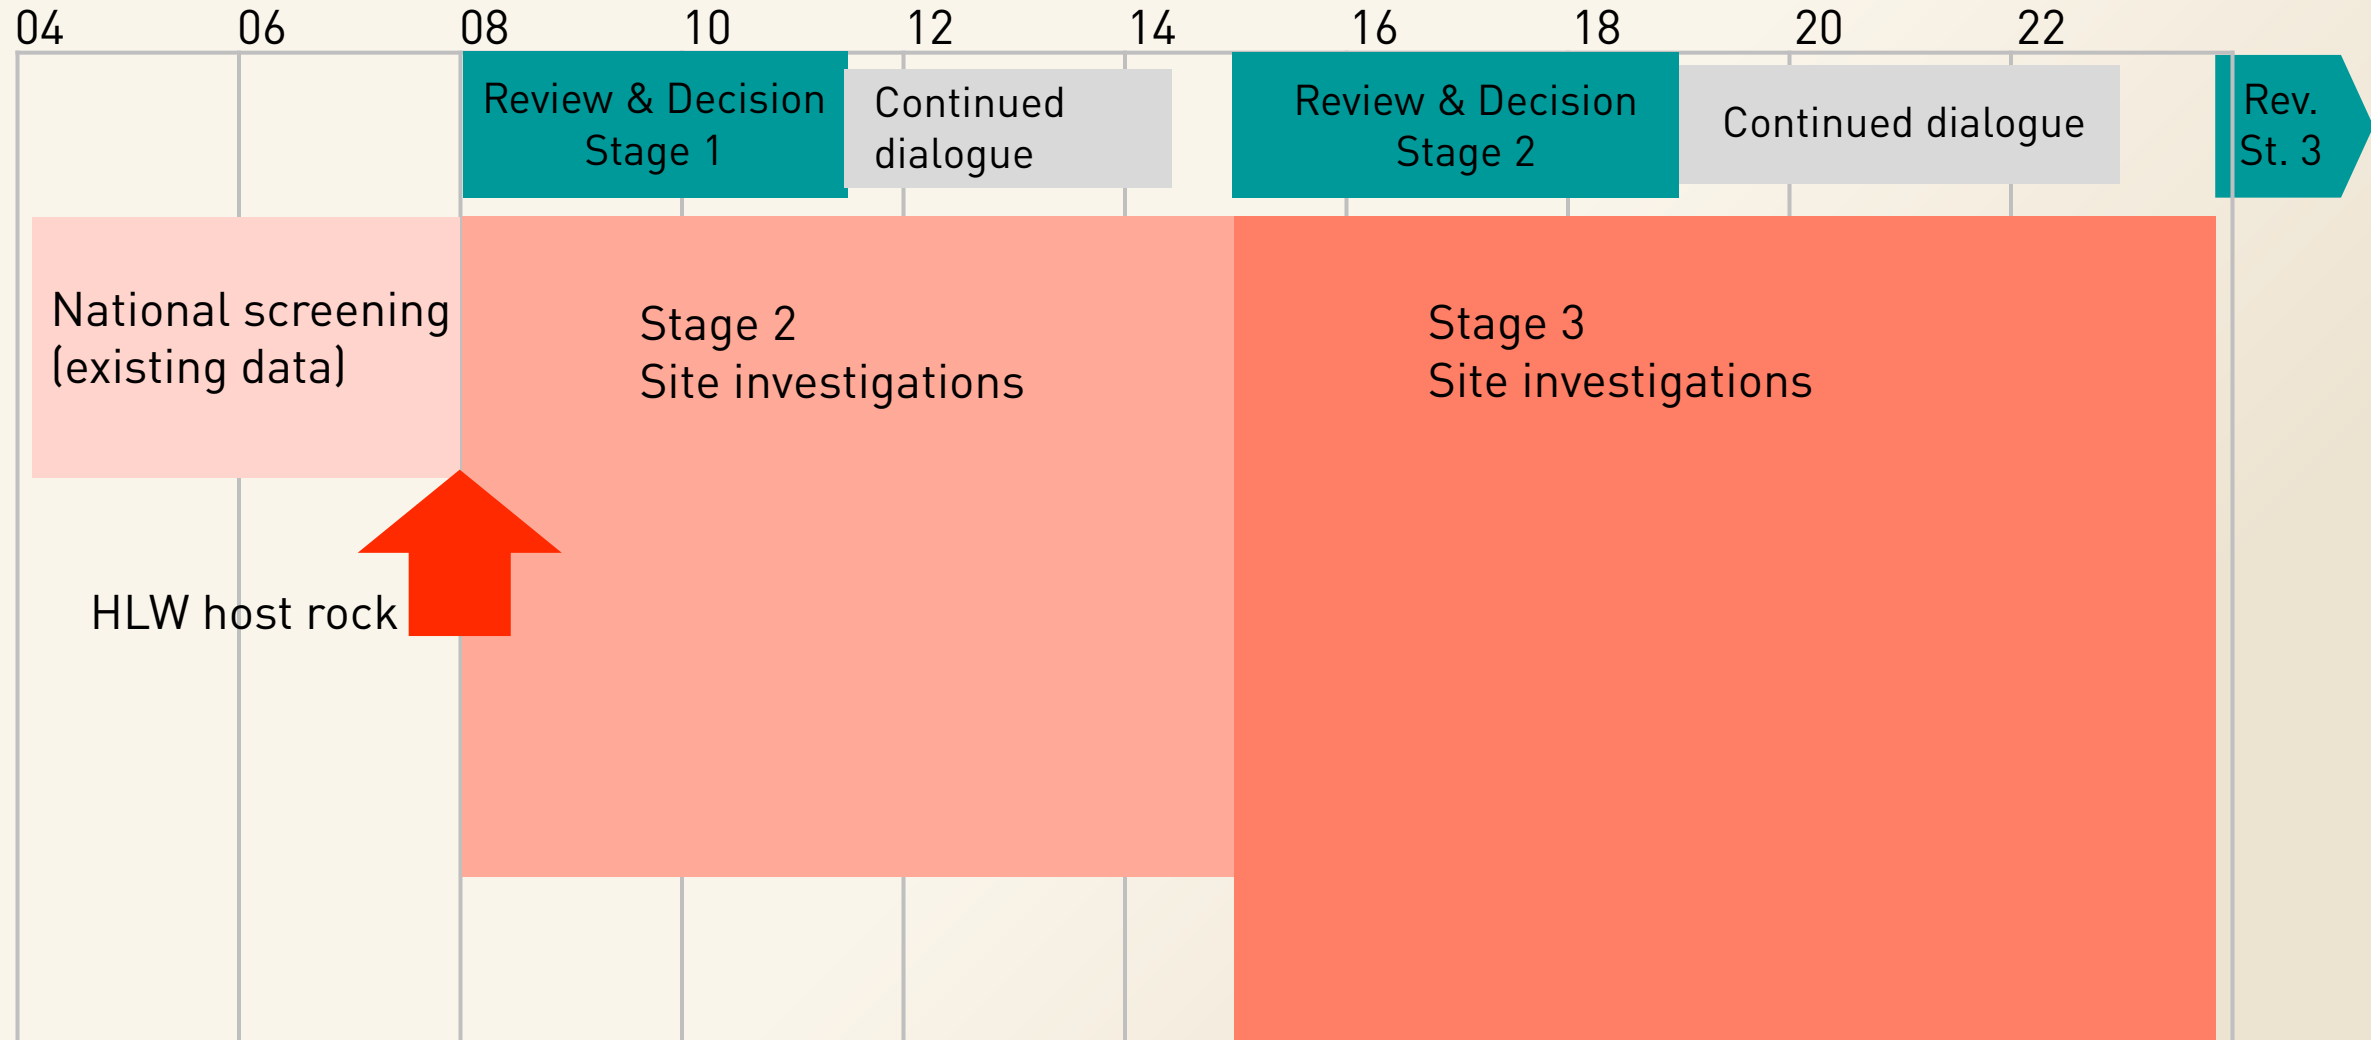 04 06 08 10 12 14 16 18 20 22
Review & Decision
Stage 1
Continued
dialogue
Review & Decision
Stage 2
Continued dialogue
Rev.
St. 3
National screening
(existing data)
Stage 2
Site investigations
Stage 3
Site investigations
HLW host rock